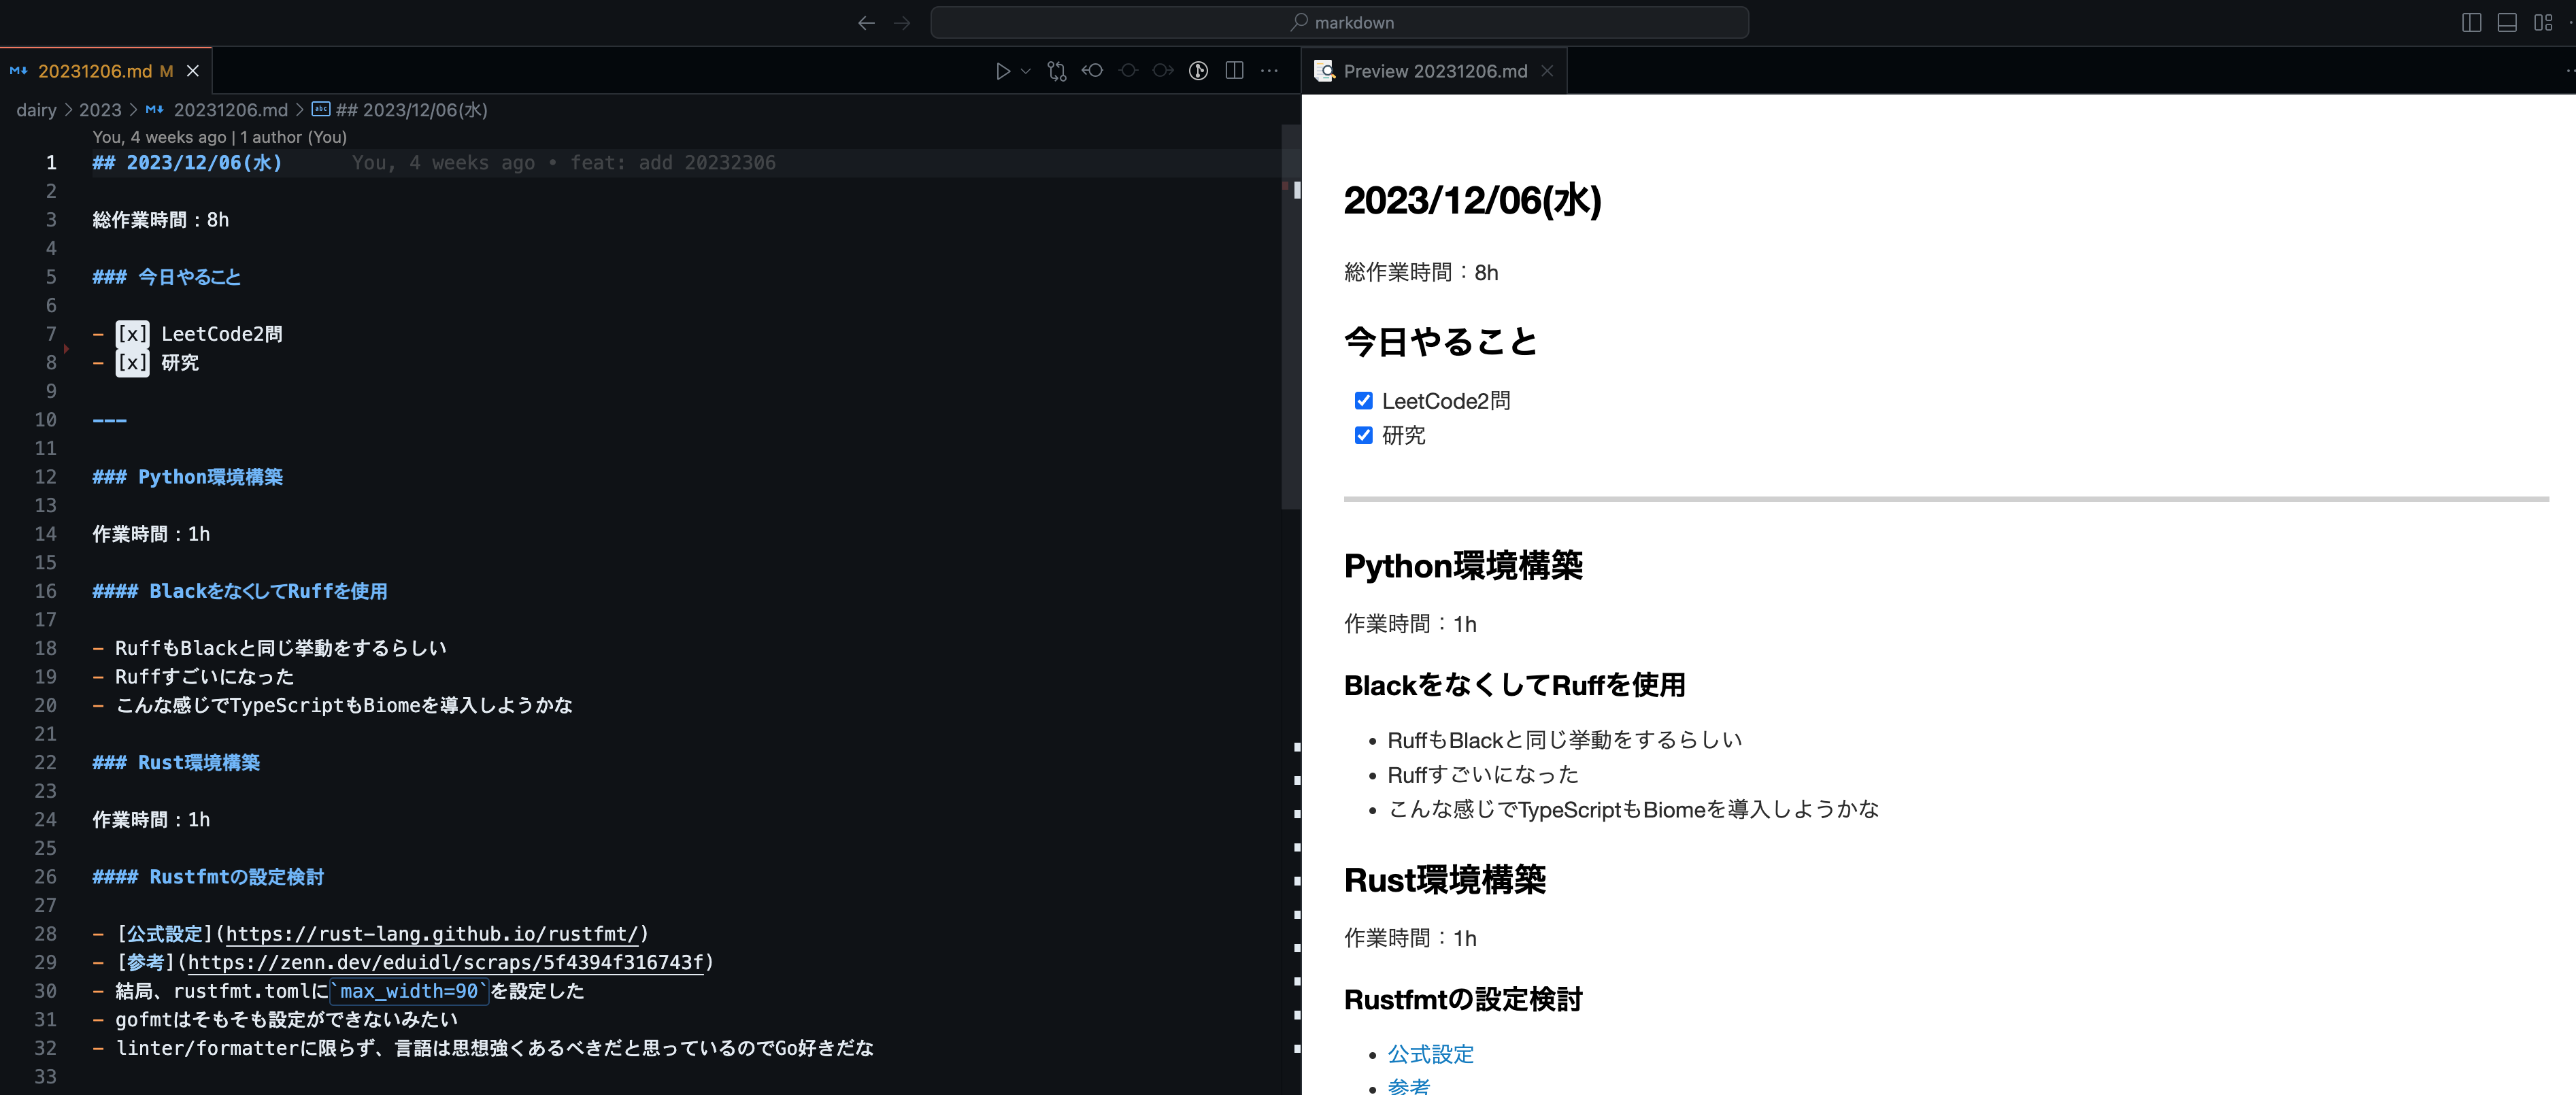 markdown
20231206.md M
Preview 20231206.md
dairy > 2023 > 20231206.md > ## 2023/12/06(水)
You, 4 weeks ago | 1 author (You)
1 ## 2023/12/06(水) You, 4 weeks ago • feat: add 20232306
2
3 総作業時間：8h
4
5 ### 今日やること
6
7 - [x] LeetCode2問
8 - [x] 研究
9
10 ---
11
12 ### Python環境構築
13
14 作業時間：1h
15
16 #### BlackをなくしてRuffを使用
17
18 - RuffもBlackと同じ挙動をするらしい
19 - Ruffすごいになった
20 - こんな感じでTypeScriptもBiomeを導入しようかな
21
22 ### Rust環境構築
23
24 作業時間：1h
25
26 #### Rustfmtの設定検討
27
28 - [公式設定](https://rust-lang.github.io/rustfmt/)
29 - [参考](https://zenn.dev/eduidl/scraps/5f4394f316743f)
30 - 結局、rustfmt.tomlに`max_width=90`を設定した
31 - gofmtはそもそも設定ができないみたい
32 - linter/formatterに限らず、言語は思想強くあるべきだと思っているのでGo好きだな
33
2023/12/06(水)
総作業時間：8h
今日やること
LeetCode2問
研究
Python環境構築
作業時間：1h
BlackをなくしてRuffを使用
• RuffもBlackと同じ挙動をするらしい
• Ruffすごいになった
• こんな感じでTypeScriptもBiomeを導入しようかな
Rust環境構築
作業時間：1h
Rustfmtの設定検討
• 公式設定
• 参考